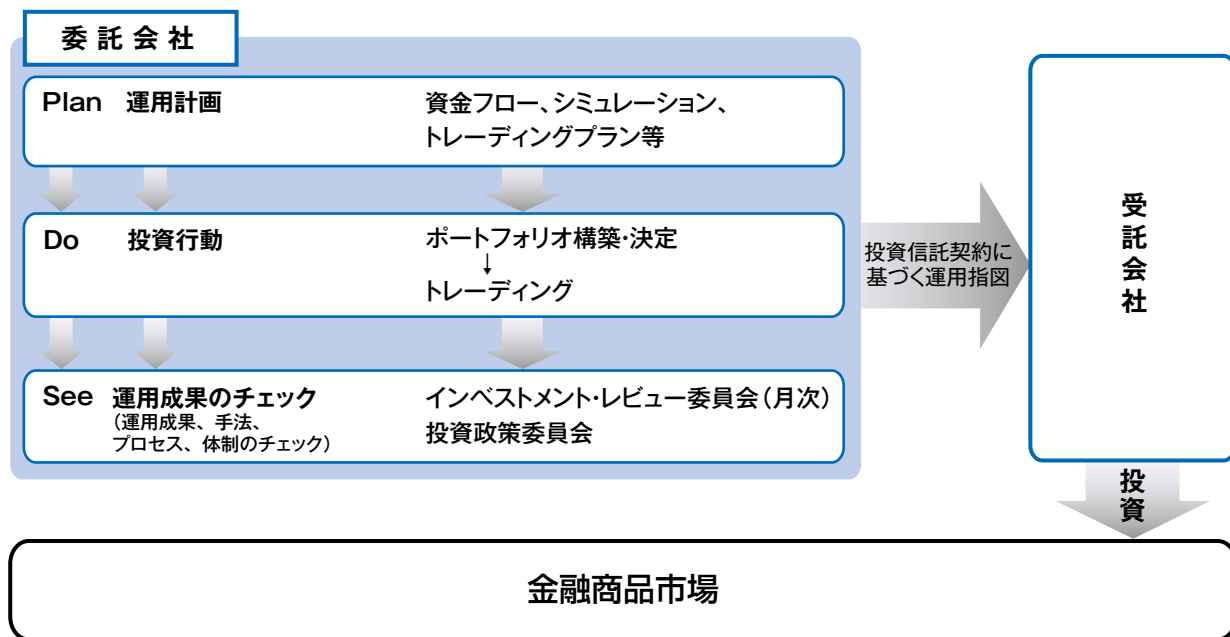 委託会社
Plan 運用計画 資金フロー、シミュレーション、
トレーディングプラン等
Do 投資行動 ポートフォリオ構築・決定
↓
トレーディング
See 運用成果のチェック インベストメント・レビュー委員会（月次）
（運用成果、手法、
プロセス、体制のチェック） 投資政策委員会
投資信託契約に
基づく運用指図
受託会社
投資
金融商品市場